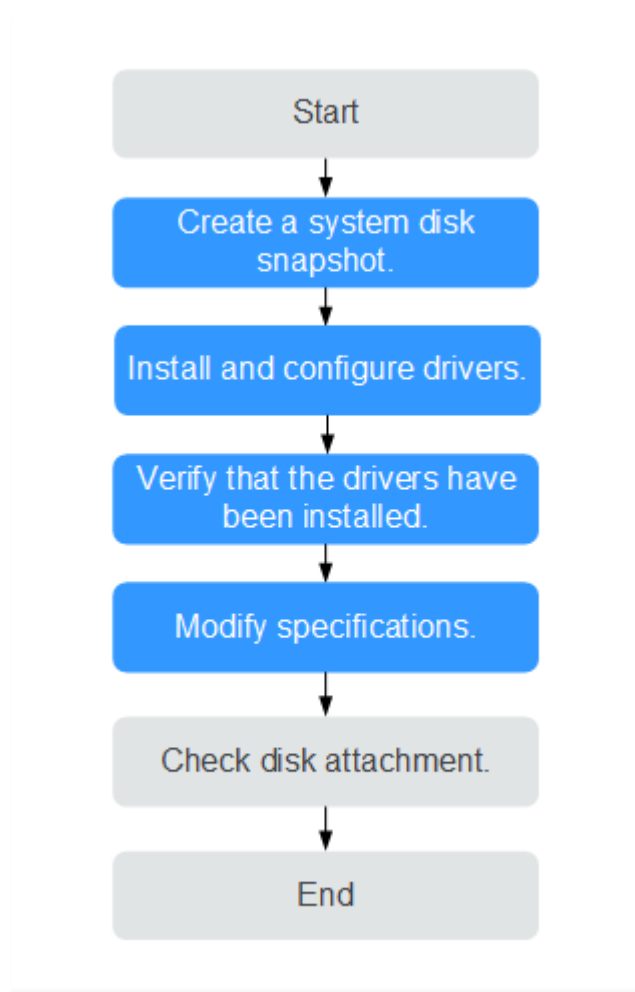 Start
Create a system disk
snapshot.
Install and configure drivers.
Verify that the drivers have
been installed.
Modify specifications.
Check disk attachment.
End